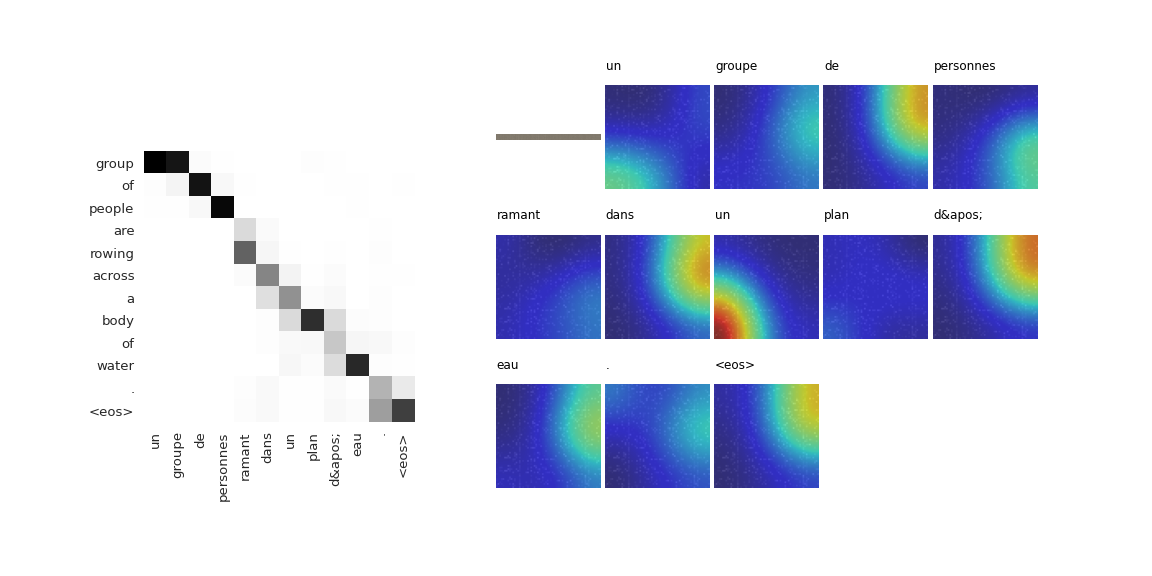 group
of
people
are
rowing
across
a
body
of
water
.
<eos>
un
groupe
de
personnes
ramant
dans
un
plan
d&apos;
eau
.
<eos>
un groupe de personnes
ramant dans un plan d&apos;
eau . <eos>